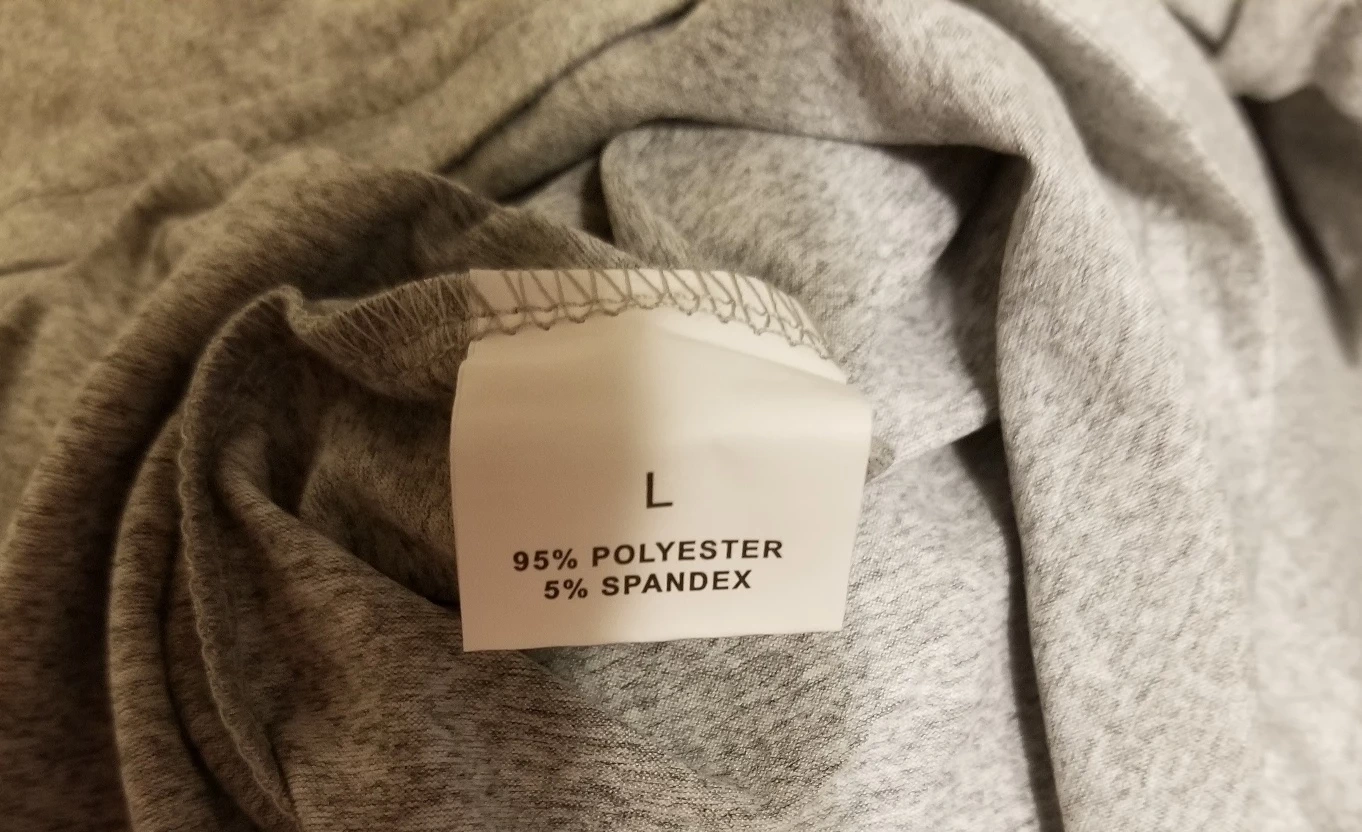 L
95% POLYESTER
5% SPANDEX